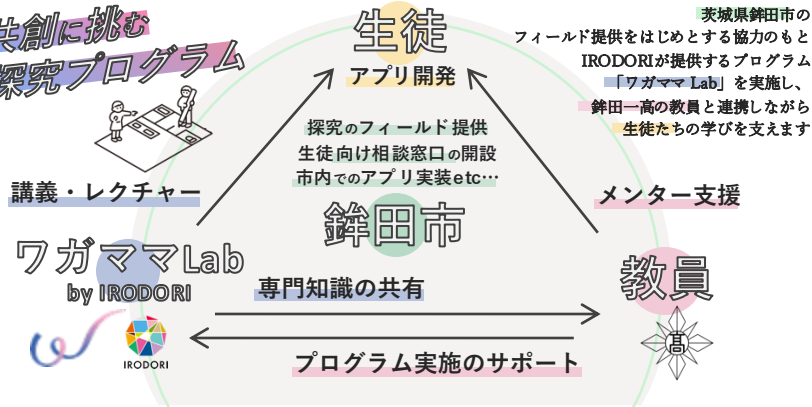 共創に挑む
探究プログラム
生徒
アプリ開発
茨城県鉾田市の
フィールド提供をはじめとする協力のもと
IRODORIが提供するプログラム
「ワガママ Lab」を実施し、
鉾田一高の教員と連携しながら
生徒たちの学びを支えます
探究のフィールド提供
生徒向け相談窓口の開設
市内でのアプリ実装etc…
鉾田市
講義・レクチャー
メンター支援
ワガママLab
by IRODORI
専門知識の共有
教員
プログラム実施のサポート
IRODORI
髙